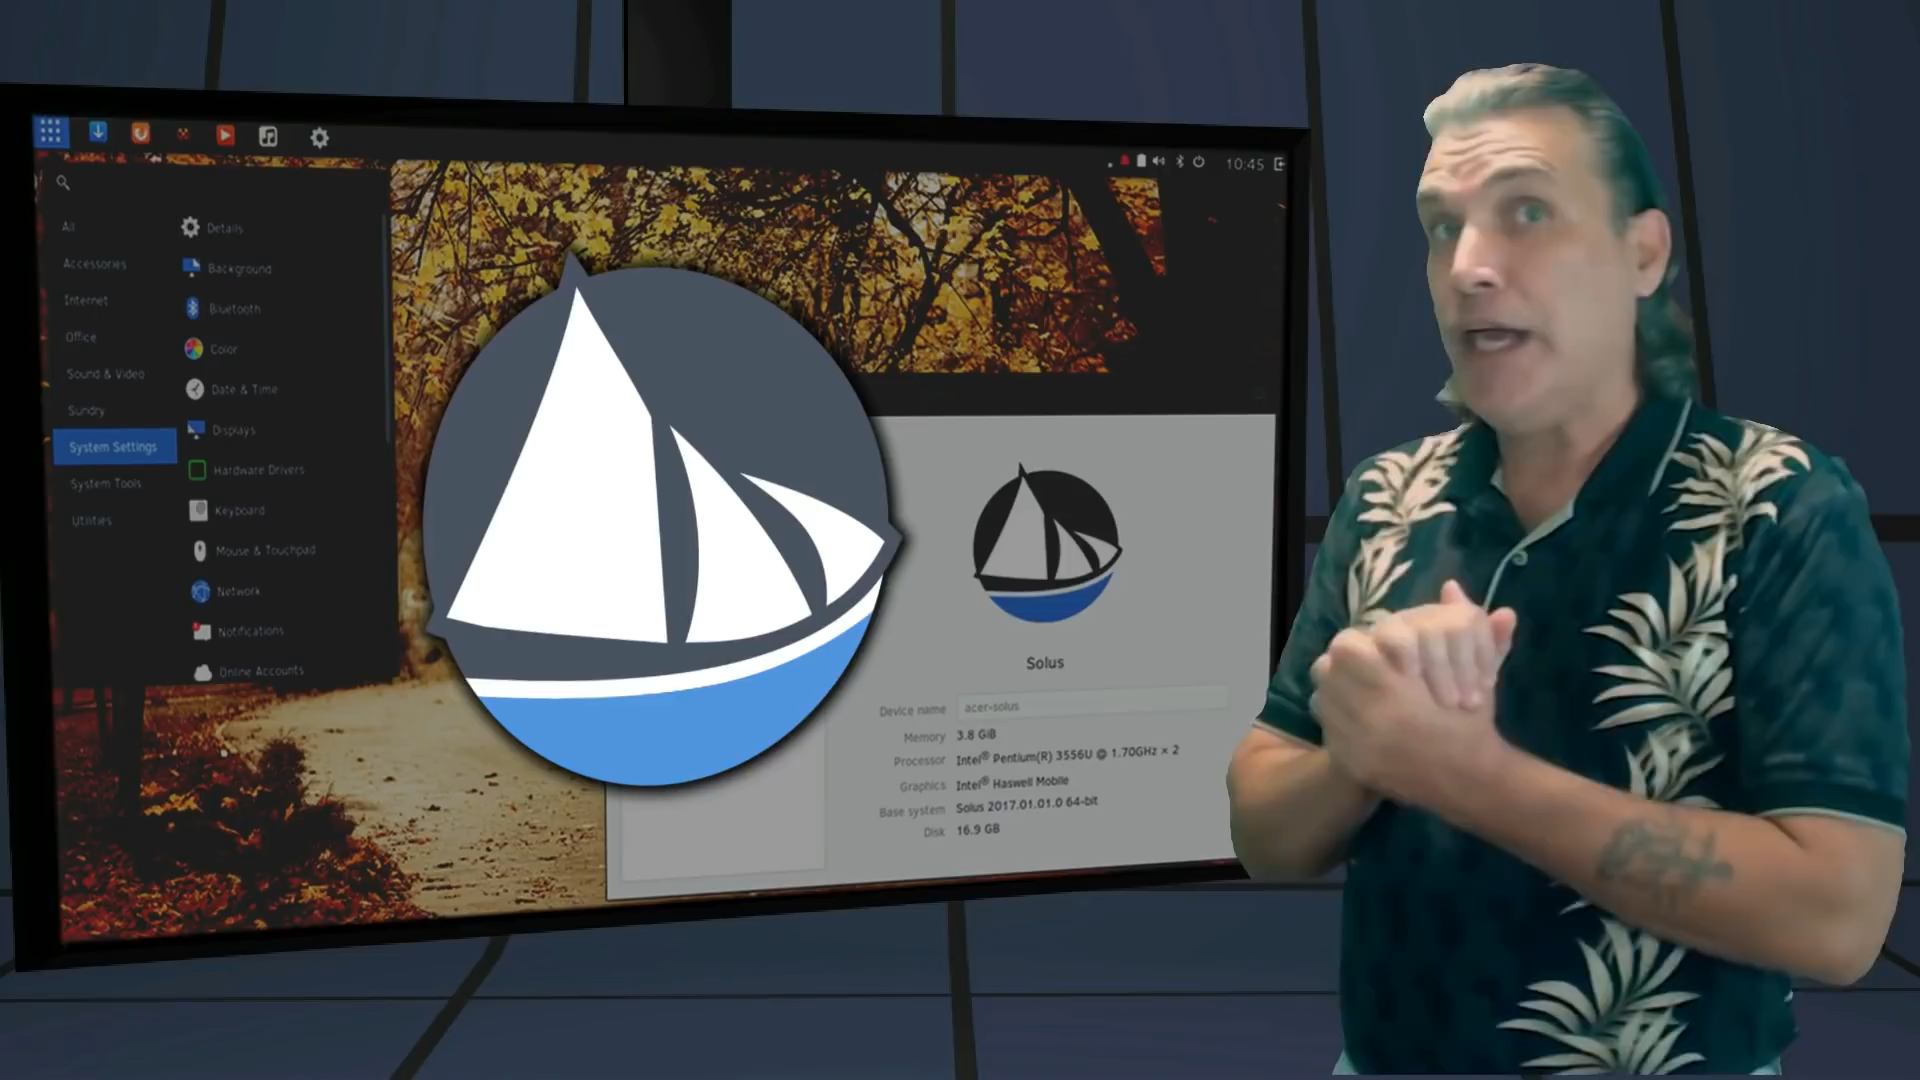 10:45
All
Accessories
Internet
Office
Sound & Video
Sundry
System Settings
System Tools
Utilities
Details
Background
Bluetooth
Color
Date & Time
Displays
Hardware Drivers
Keyboard
Mouse & Touchpad
Network
Notifications
Online Accounts
Solus
Device name acer-solus
Memory 3.8 GiB
Processor Intel® Pentium(R) 3556U @ 1.70GHz × 2
Graphics Intel® Haswell Mobile
Base system Solus 2017.01.01.0 64-bit
Disk 16.9 GB